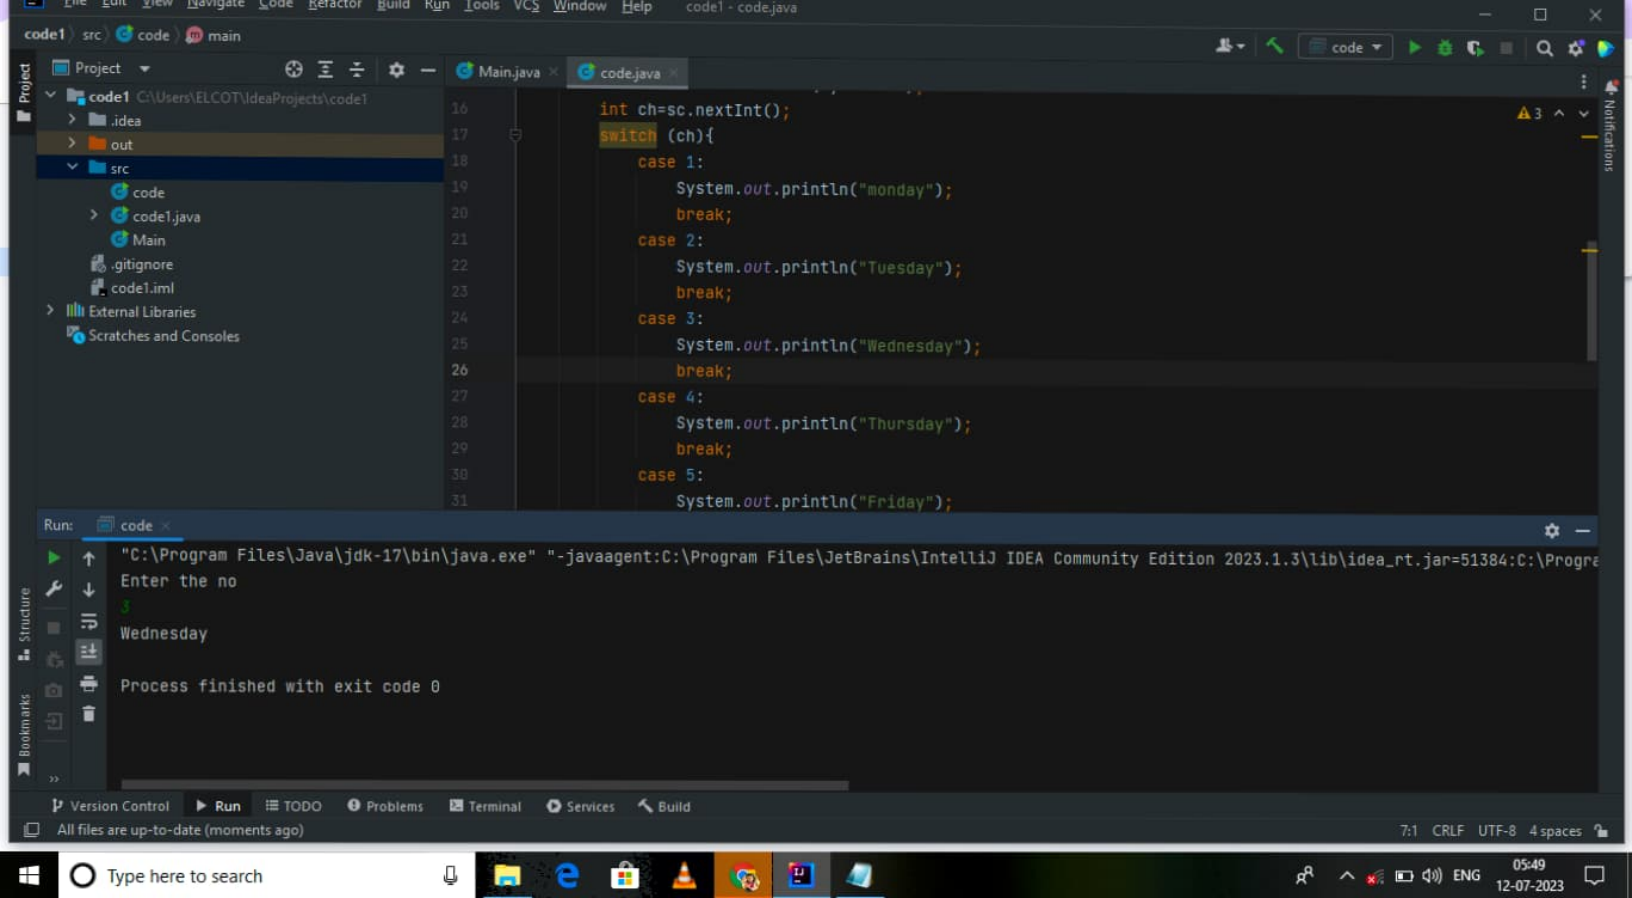 File Edit View Navigate Code Refactor Build Run Tools VCS Window Help code1 - code.java
code1 src code main
code
Project
Main.java code.java
Project
code1 C:\Users\ELCOT\IdeaProjects\code1
.idea
out
src
code
code1.java
Main
.gitignore
code1.iml
External Libraries
Scratches and Consoles
3
Notifications
16 int ch=sc.nextInt();
17 switch (ch){
18 case 1:
19 System.out.println("monday");
20 break;
21 case 2:
22 System.out.println("Tuesday");
23 break;
24 case 3:
25 System.out.println("Wednesday");
26 break;
27 case 4:
28 System.out.println("Thursday");
29 break;
30 case 5:
31 System.out.println("Friday");
Run: code
"C:\Program Files\Java\jdk-17\bin\java.exe" "-javaagent:C:\Program Files\JetBrains\IntelliJ IDEA Community Edition 2023.1.3\lib\idea_rt.jar=51384:C:\Progra
Enter the no
3
Wednesday
Process finished with exit code 0
Structure
Bookmarks
Version Control Run TODO Problems Terminal Services Build
All files are up-to-date (moments ago) 7:1 CRLF UTF-8 4 spaces
Type here to search
ENG
05:49
12-07-2023